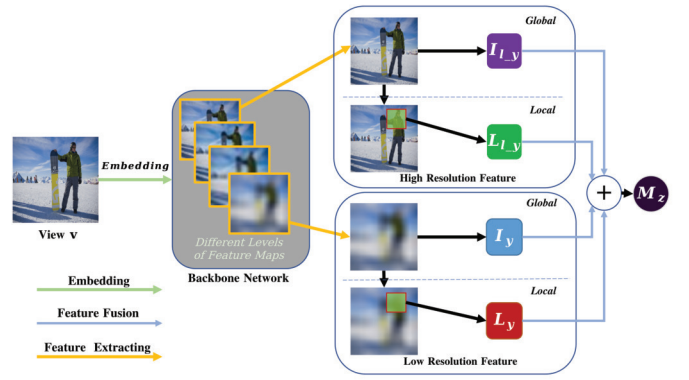 Global
I_{l_y}
Local
L_{l_y}
High Resolution Feature
Embedding
View v
Different Levels
of Feature Maps
Backbone Network
+
M_z
Global
I_y
Local
L_y
Low Resolution Feature
Embedding
Feature Fusion
Feature Extracting